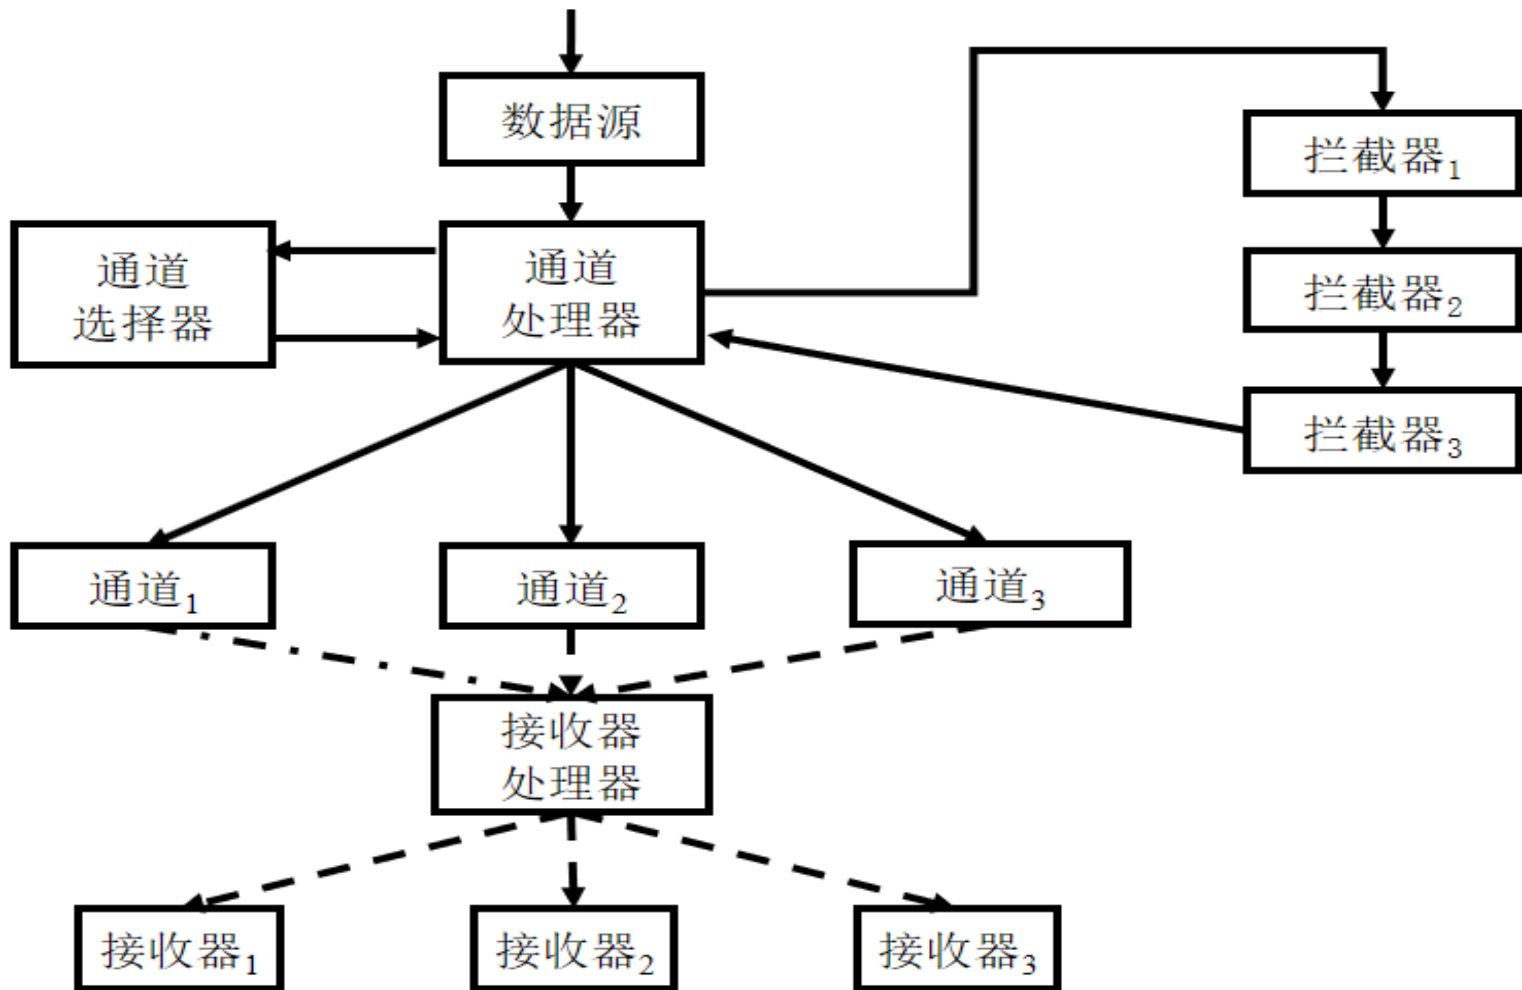 数据源
拦截器1
通道
选择器
通道
处理器
拦截器2
拦截器3
通道1
通道2
通道3
接收器
处理器
接收器1
接收器2
接收器3